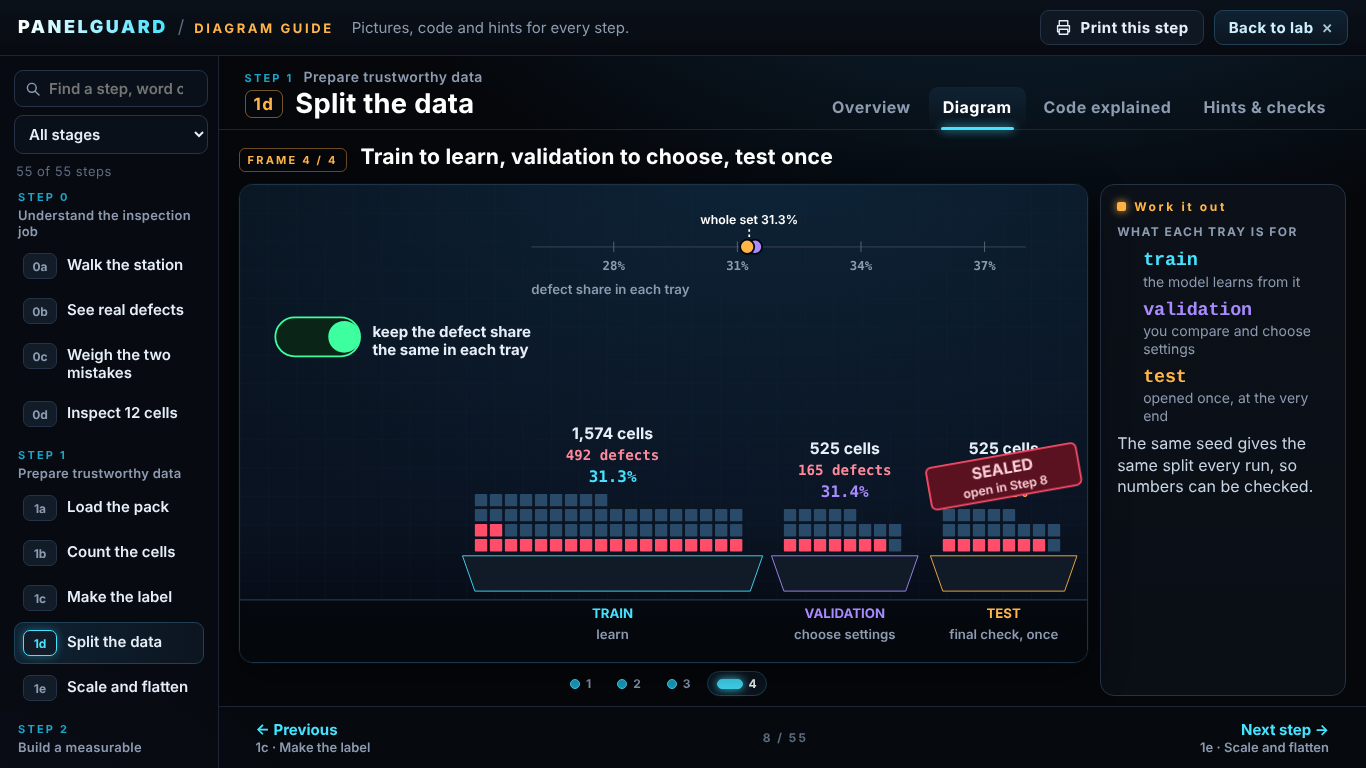 PANELGUARD / DIAGRAM GUIDE Pictures, code and hints for every step.
Print this step
Back to lab ×
Find a step, word c
All stages
55 of 55 steps
STEP 0
Understand the inspection
job
0a Walk the station
0b See real defects
0c Weigh the two
mistakes
0d Inspect 12 cells
STEP 1
Prepare trustworthy data
1a Load the pack
1b Count the cells
1c Make the label
1d Split the data
1e Scale and flatten
STEP 2
Build a measurable
STEP 1 Prepare trustworthy data
1d Split the data
Overview
Diagram
Code explained
Hints & checks
FRAME 4 / 4 Train to learn, validation to choose, test once
whole set 31.3%
28% 31% 34% 37%
defect share in each tray
keep the defect share
the same in each tray
1,574 cells
492 defects
31.3%
525 cells
165 defects
31.4%
525 cells
SEALED
open in Step 8
TRAIN
learn
VALIDATION
choose settings
TEST
final check, once
1 2 3 4
Work it out
WHAT EACH TRAY IS FOR
train
the model learns from it
validation
you compare and choose
settings
test
opened once, at the very
end
The same seed gives the
same split every run, so
numbers can be checked.
← Previous
1c · Make the label
8 / 55
Next step →
1e · Scale and flatten